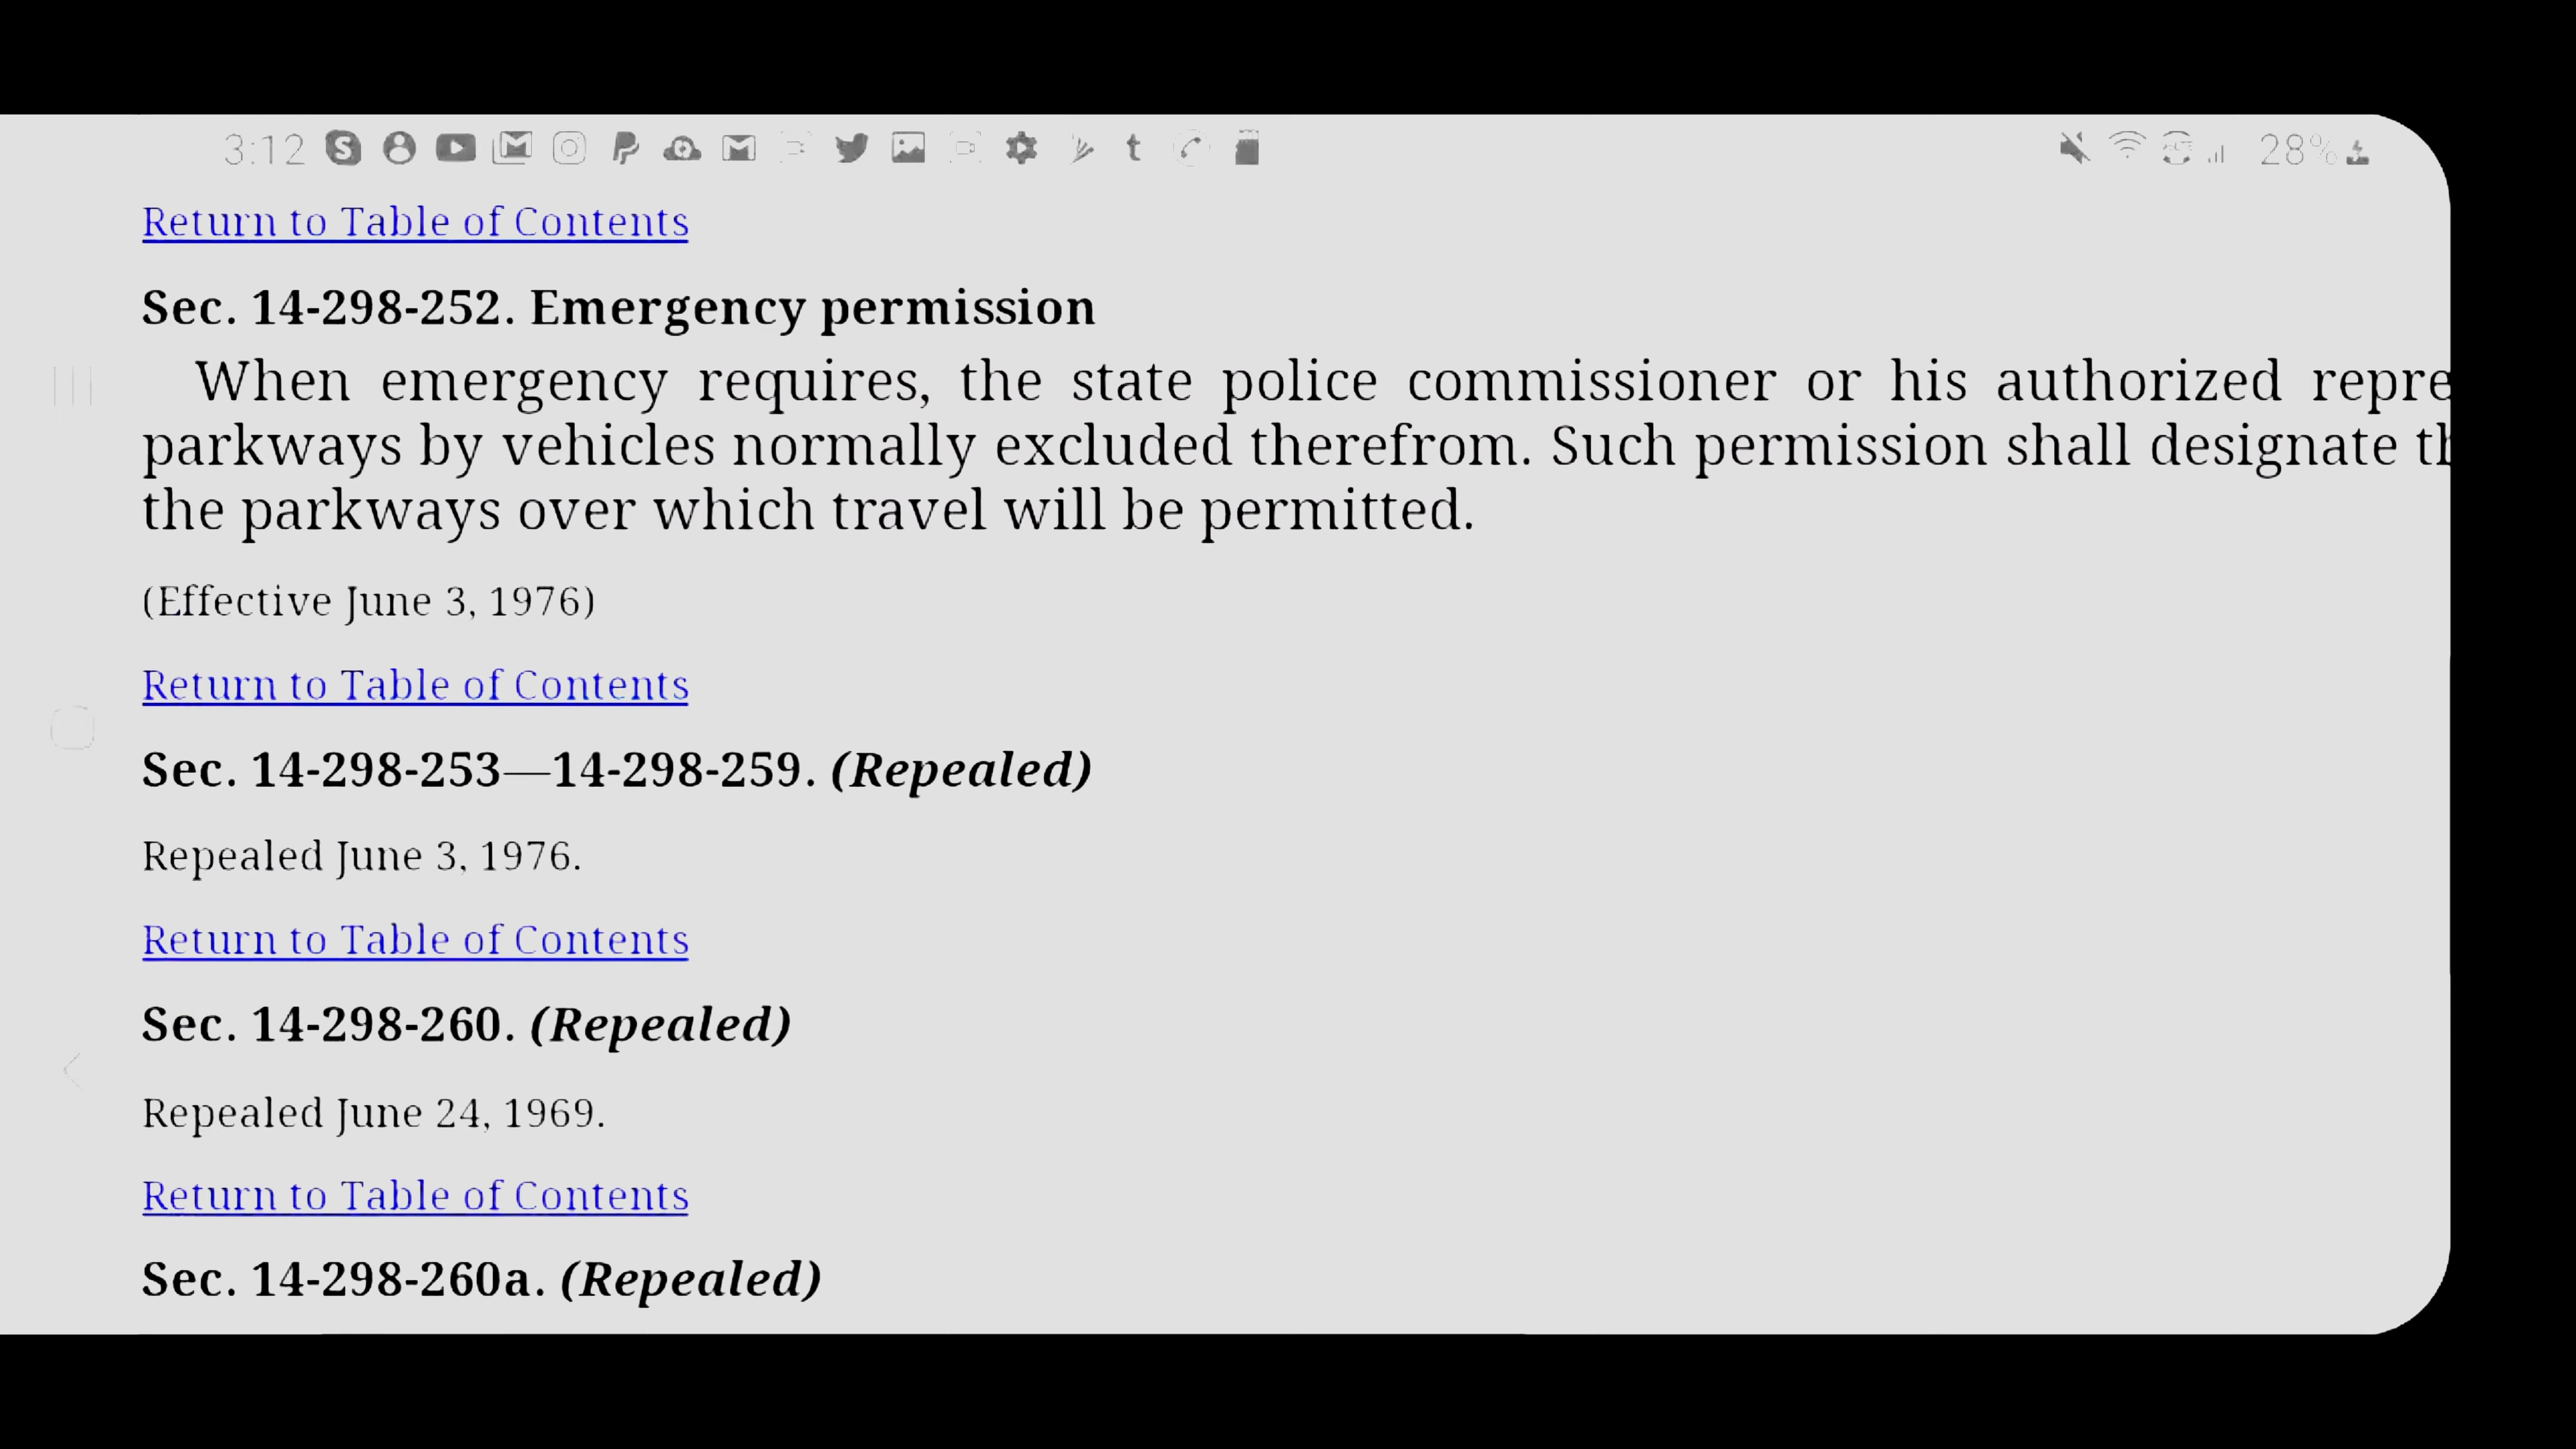 3:12 28%
Return to Table of Contents
Sec. 14-298-252. Emergency permission
When emergency requires, the state police commissioner or his authorized
parkways by vehicles normally excluded therefrom. Such permission shall designate
the parkways over which travel will be permitted.
(Effective June 3, 1976)
Return to Table of Contents
Sec. 14-298-253—14-298-259. (Repealed)
Repealed June 3, 1976.
Return to Table of Contents
Sec. 14-298-260. (Repealed)
Repealed June 24, 1969.
Return to Table of Contents
Sec. 14-298-260a. (Repealed)